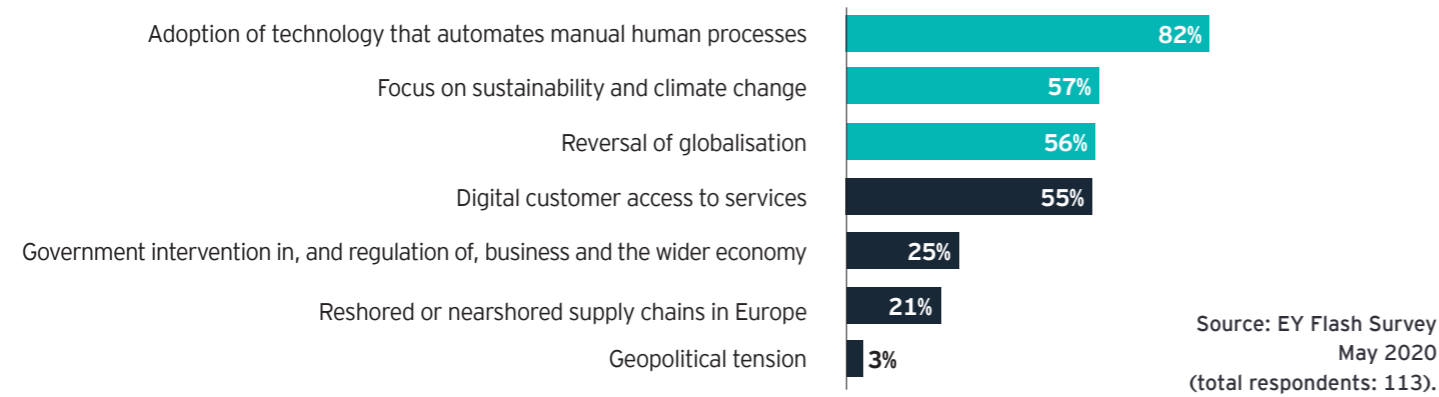 Adoption of technology that automates manual human processes 82%
Focus on sustainability and climate change 57%
Reversal of globalisation 56%
Digital customer access to services 55%
Government intervention in, and regulation of, business and the wider economy 25%
Reshored or nearshored supply chains in Europe 21%
Geopolitical tension 3%
Source: EY Flash Survey
May 2020
(total respondents: 113).